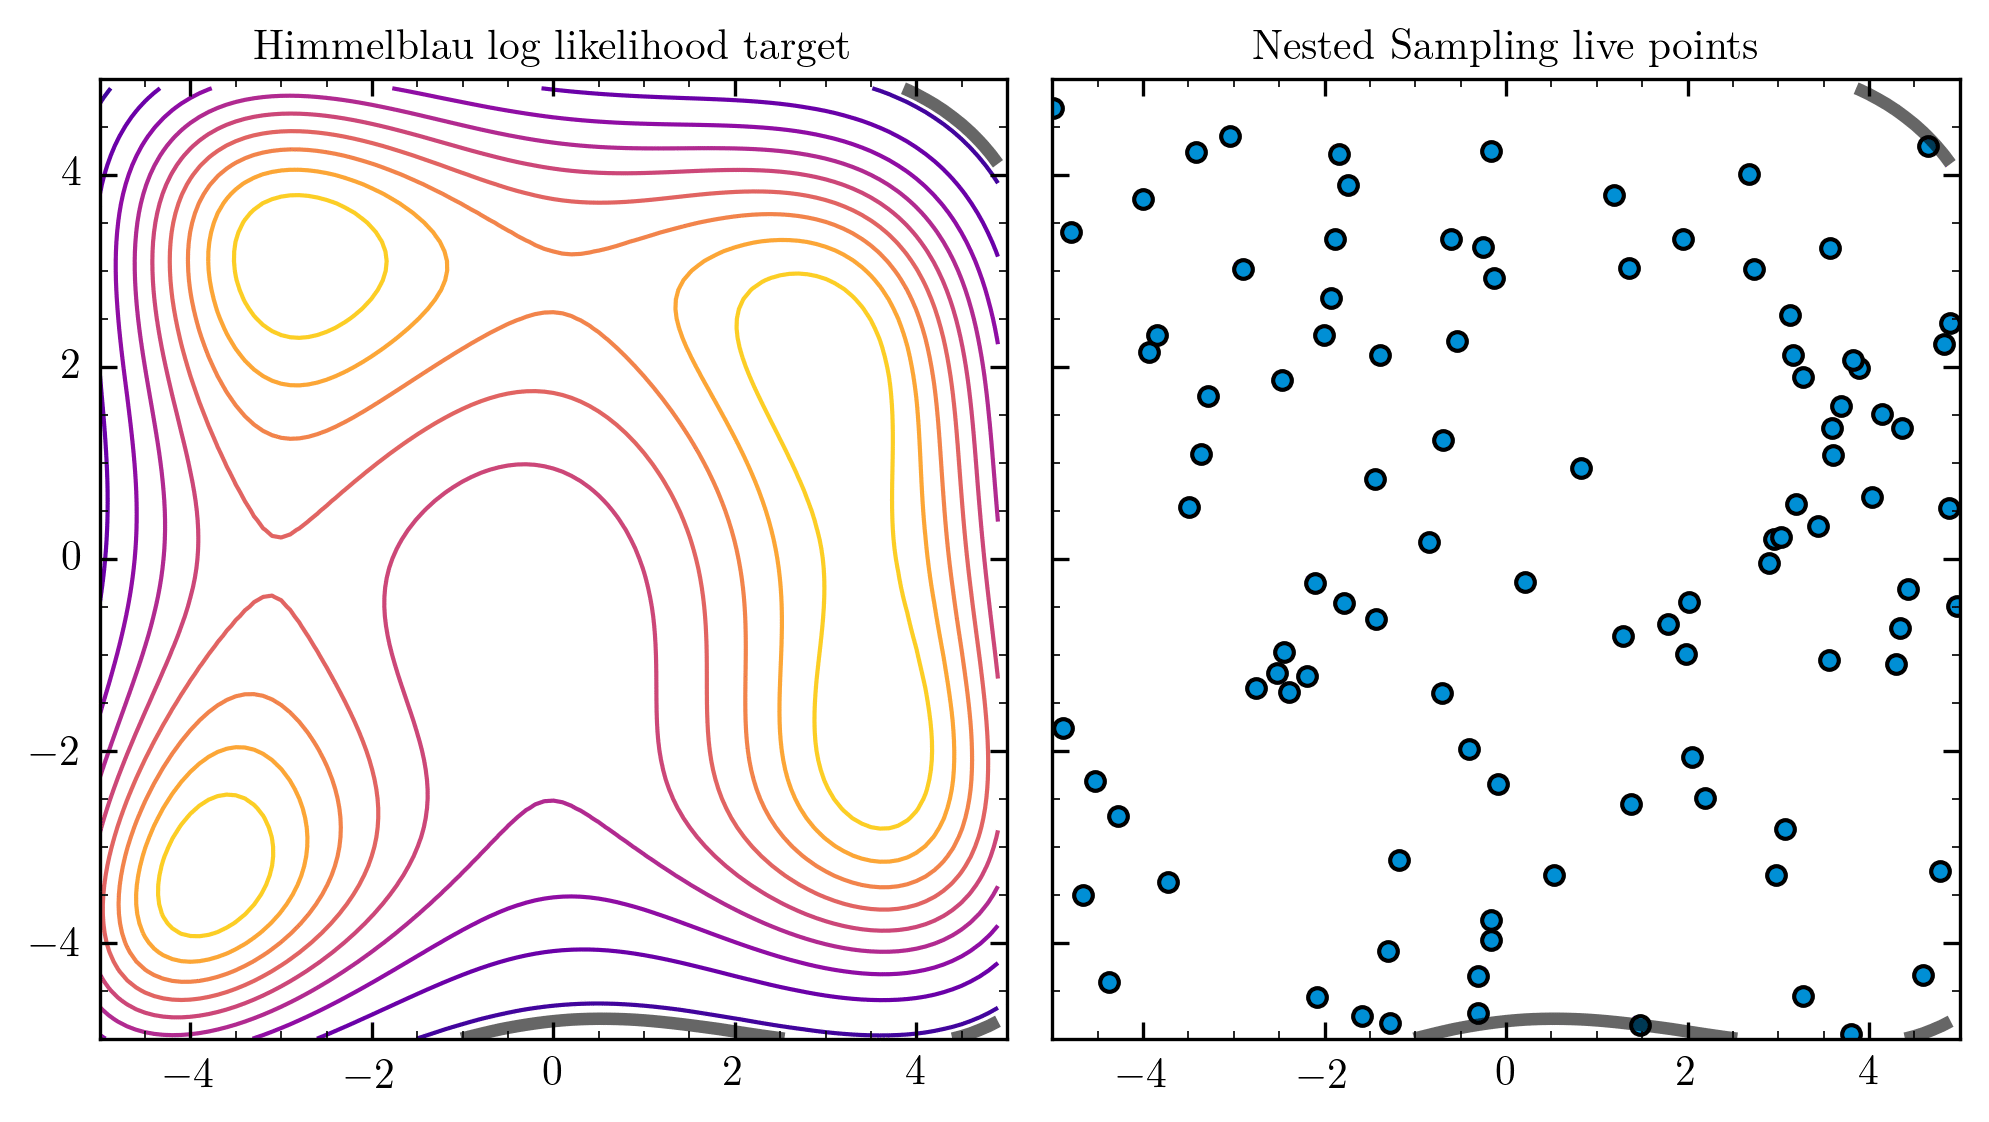 Himmelblau log likelihood target
Nested Sampling live points
4
2
0
−2
−4
−4 −2 0 2 4
−4 −2 0 2 4